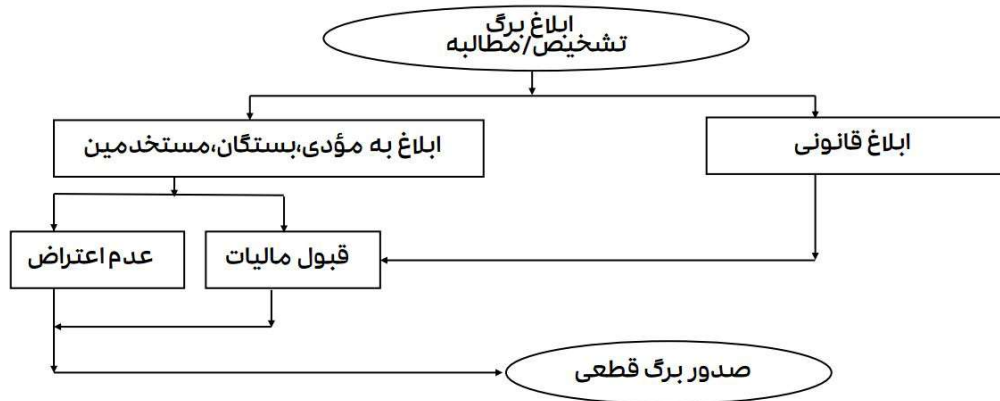 ابلاغ برگ
تشخیص/مطالبه
ابلاغ قانونی
ابلاغ به مؤدی،بستگان،مستخدمین
قبول مالیات
عدم اعتراض
صدور برگ قطعی